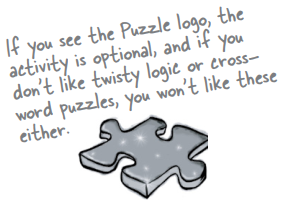 If you see the Puzzle logo, the
activity is optional, and if you
don't like twisty logic or cross-
word puzzles, you won't like these
either.